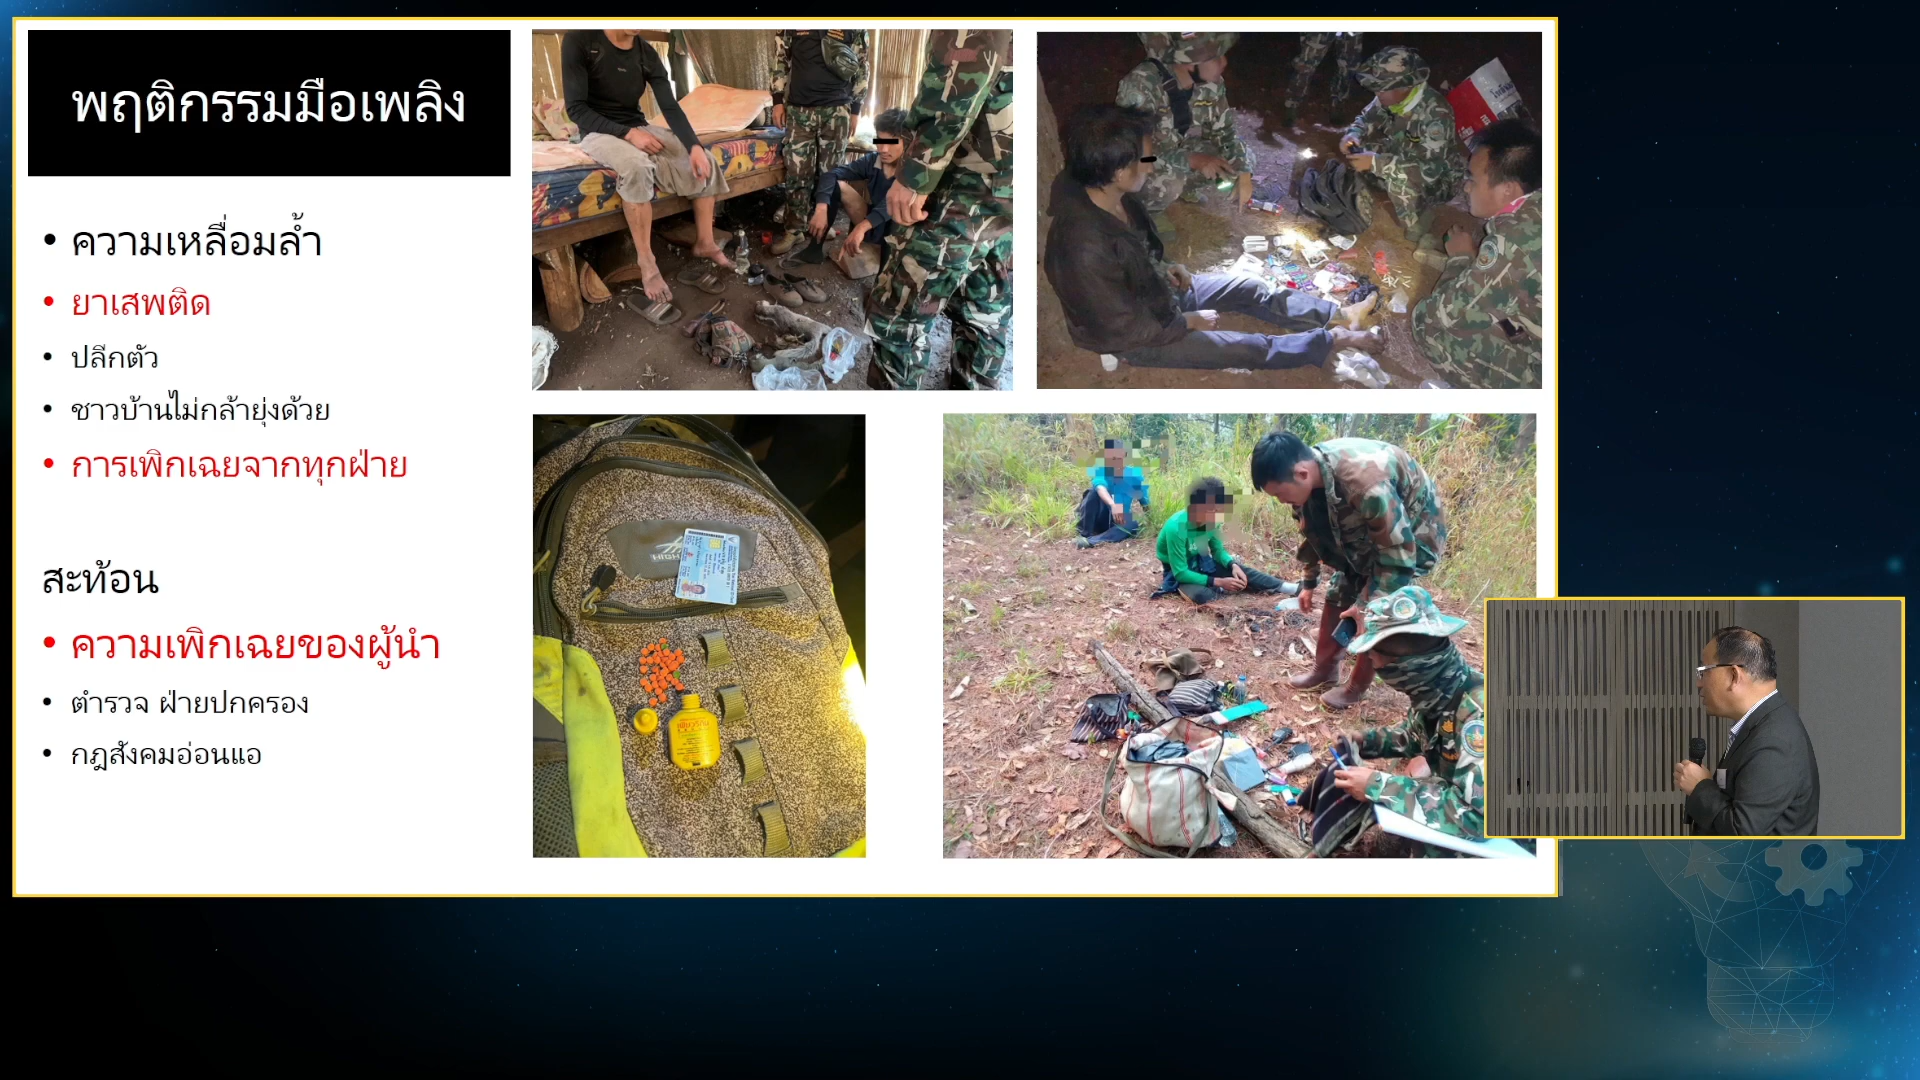 พฤติกรรมมือเพลิง
• ความเหลื่อมล้ำ
• ยาเสพติด
• ปลีกตัว
• ชาวบ้านไม่กล้ายุ่งด้วย
• การเพิกเฉยจากทุกฝ่าย
สะท้อน
• ความเพิกเฉยของผู้นำ
• ตำรวจ ฝ่ายปกครอง
• กฎสังคมอ่อนแอ